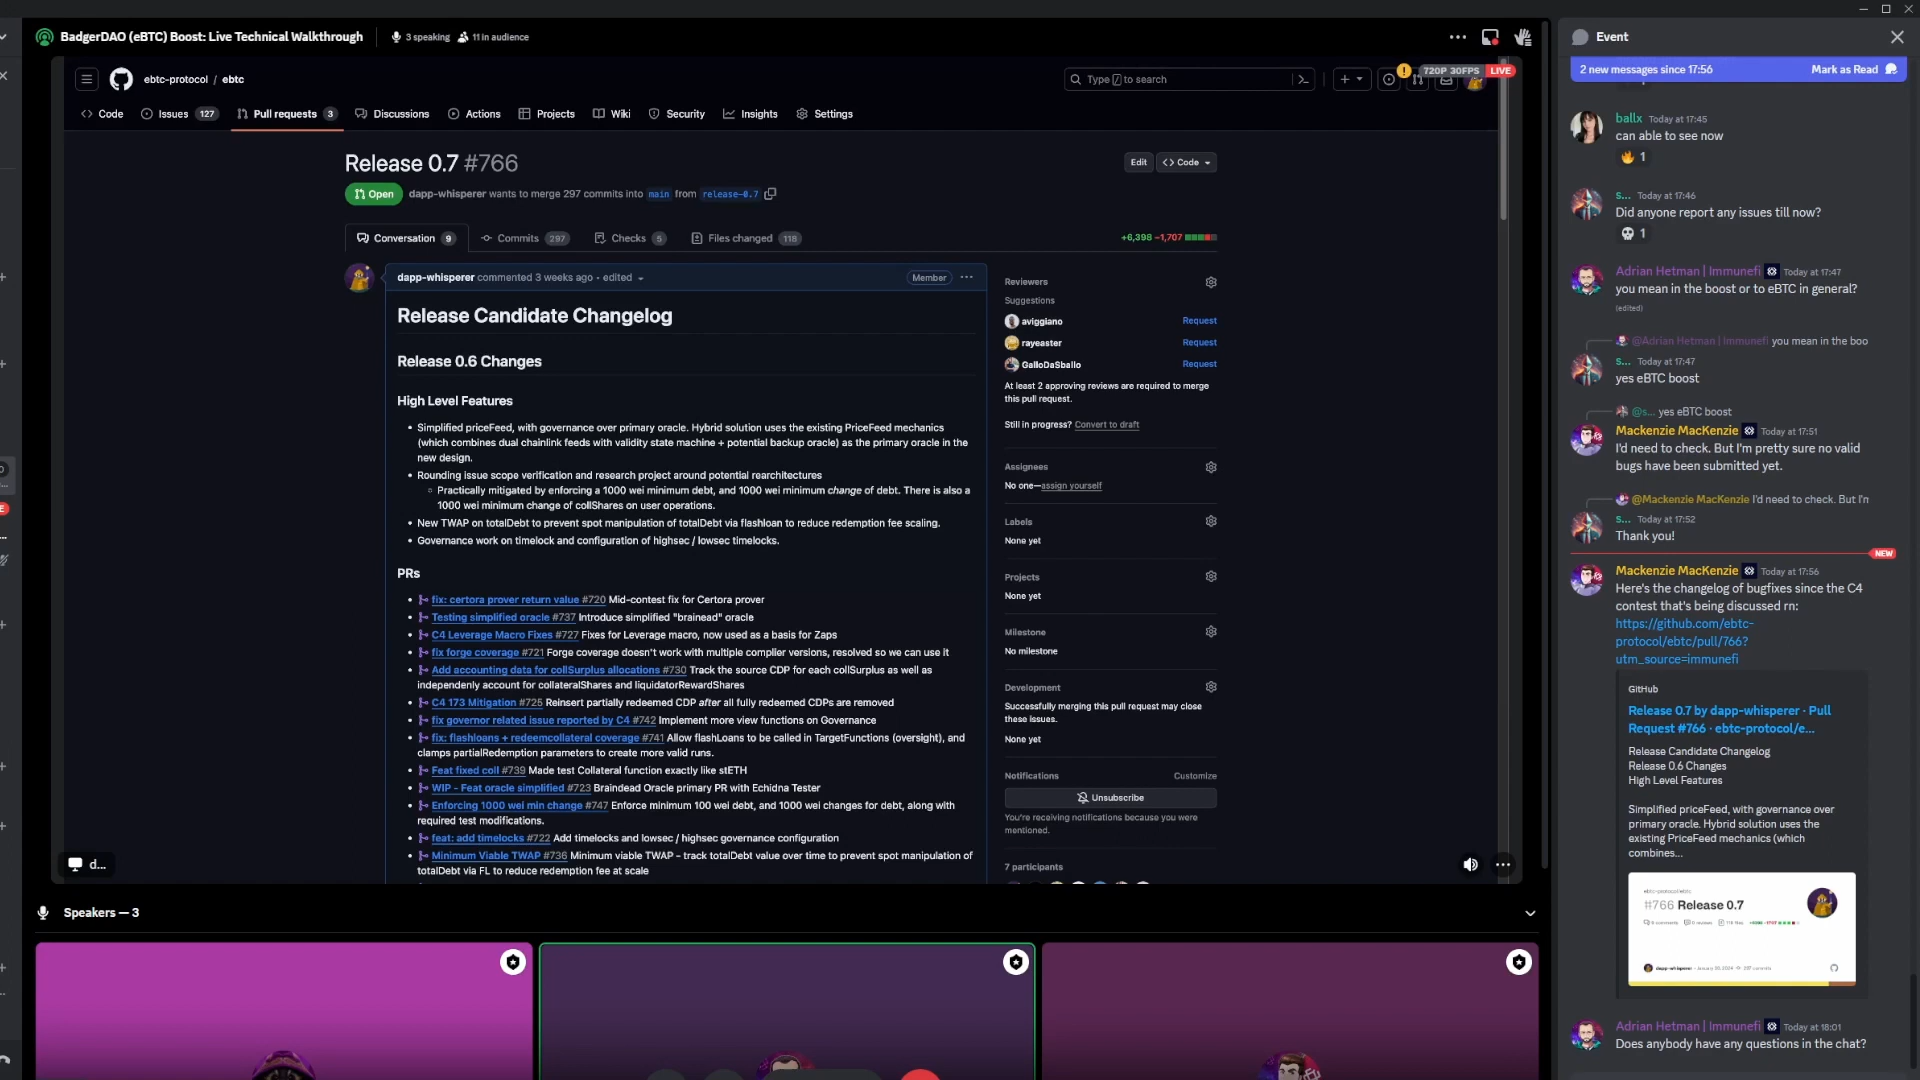 BadgerDAO (eBTC) Boost: Live Technical Walkthrough
3 speaking
11 in audience
ebtc-protocol / ebtc
Type / to search
720P 30FPS
LIVE
Code
Issues 127
Pull requests 3
Discussions
Actions
Projects
Wiki
Security
Insights
Settings
Release 0.7 #766
Edit
<> Code
Open
dapp-whisperer wants to merge 297 commits into main from release-0.7
Conversation 9
Commits 297
Checks 5
Files changed 118
+6,398 −1,707
dapp-whisperer commented 3 weeks ago • edited
Member
Release Candidate Changelog
Release 0.6 Changes
High Level Features
• Simplified priceFeed, with governance over primary oracle. Hybrid solution uses the existing PriceFeed mechanics
(which combines dual chainlink feeds with validity state machine + potential backup oracle) as the primary oracle in the
new design.
• Rounding issue scope verification and research project around potential rearchitectures
◦ Practically mitigated by enforcing a 1000 wei minimum debt, and 1000 wei minimum change of debt. There is also a
1000 wei minimum change of collShares on user operations.
• New TWAP on totalDebt to prevent spot manipulation of totalDebt via flashloan to reduce redemption fee scaling.
• Governance work on timelock and configuration of highsec / lowsec timelocks.
PRs
• fix: certora prover return value #720 Mid-contest fix for Certora prover
• Testing simplified oracle #737 Introduce simplified "brainead" oracle
• C4 Leverage Macro Fixes #727 Fixes for Leverage macro, now used as a basis for Zaps
• fix forge coverage #721 Forge coverage doesn't work with multiple complier versions, resolved so we can use it
• Add accounting data for collSurplus allocations #730 Track the source CDP for each collSurplus as well as
independenly account for collateralShares and liquidatorRewardShares
• C4 173 Mitigation #725 Reinsert partially redeemed CDP after all fully redeemed CDPs are removed
• fix governor related issue reported by C4 #742 Implement more view functions on Governance
• fix: flashloans + redeemcollateral coverage #741 Allow flashLoans to be called in TargetFunctions (oversight), and
clamps partialRedemption parameters to create more valid runs.
• Feat fixed coll #739 Made test Collateral function exactly like stETH
• WIP - Feat oracle simplified #723 Braindead Oracle primary PR with Echidna Tester
• Enforcing 1000 wei min change #747 Enforce minimum 100 wei debt, and 1000 wei changes for debt, along with
required test modifications.
• feat: add timelocks #722 Add timelocks and lowsec / highsec governance configuration
• Minimum Viable TWAP #736 Minimum viable TWAP - track totalDebt value over time to prevent spot manipulation of
totalDebt via FL to reduce redemption fee at scale
Reviewers
Suggestions
aviggiano Request
rayeaster Request
GalloDaSballo Request
At least 2 approving reviews are required to merge
this pull request.
Still in progress? Convert to draft
Assignees
No one—assign yourself
Labels
None yet
Projects
None yet
Milestone
No milestone
Development
Successfully merging this pull request may close
these issues.
None yet
Notifications Customize
Unsubscribe
You're receiving notifications because you were
mentioned.
7 participants
d...
Speakers — 3
Event
2 new messages since 17:56 Mark as Read
ballx Today at 17:45
can able to see now
1
s... Today at 17:46
Did anyone report any issues till now?
1
Adrian Hetman | Immunefi Today at 17:47
you mean in the boost or to eBTC in general?
(edited)
@Adrian Hetman | Immunefi you mean in the boo
s... Today at 17:47
yes eBTC boost
@s... yes eBTC boost
Mackenzie MacKenzie Today at 17:51
I'd need to check. But I'm pretty sure no valid
bugs have been submitted yet.
@Mackenzie MacKenzie I'd need to check. But I'm
s... Today at 17:52
Thank you!
NEW
Mackenzie MacKenzie Today at 17:56
Here's the changelog of bugfixes since the C4
contest that's being discussed rn:
https://github.com/ebtc-
protocol/ebtc/pull/766?
utm_source=immunefi
GitHub
Release 0.7 by dapp-whisperer · Pull
Request #766 · ebtc-protocol/e...
Release Candidate Changelog
Release 0.6 Changes
High Level Features
Simplified priceFeed, with governance over
primary oracle. Hybrid solution uses the
existing PriceFeed mechanics (which
combines...
#766 Release 0.7
Adrian Hetman | Immunefi Today at 18:01
Does anybody have any questions in the chat?